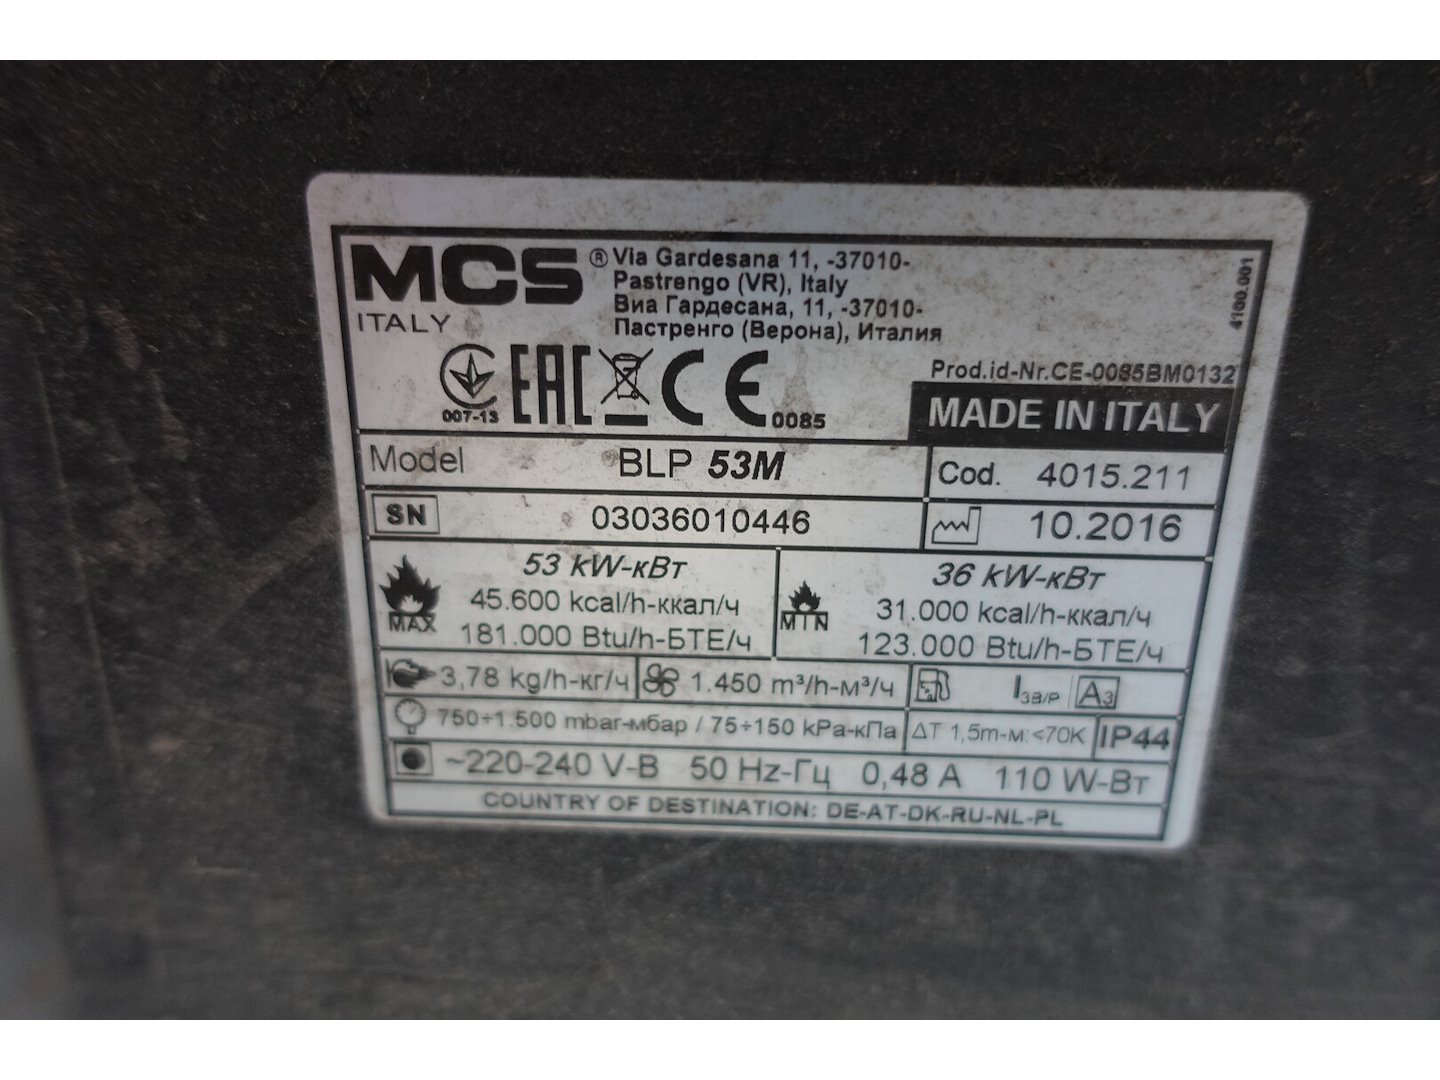 MCS ® Via Gardesana 11, -37010-
Pastrengo (VR), Italy
ITALY
Виа Гардесана, 11, -37010-
Пастренго (Верона), Италия
4100.001
007-13 EAC CE 0085
Prod.id-Nr.CE-0085BM0132
MADE IN ITALY
Model BLP 53M Cod. 4015.211
SN 03036010446 10.2016
MAX 53 kW-кВт
45.600 kcal/h-ккал/ч
181.000 Btu/h-БТЕ/ч
MIN 36 kW-кВт
31.000 kcal/h-ккал/ч
123.000 Btu/h-БТЕ/ч
3,78 kg/h-кг/ч 1.450 m³/h-м³/ч I3B/P A3
750÷1.500 mbar-мбар / 75÷150 kPa-кПа ΔT 1,5m-м:<70K IP44
~220-240 V-В 50 Hz-Гц 0,48 A 110 W-Вт
COUNTRY OF DESTINATION: DE-AT-DK-RU-NL-PL